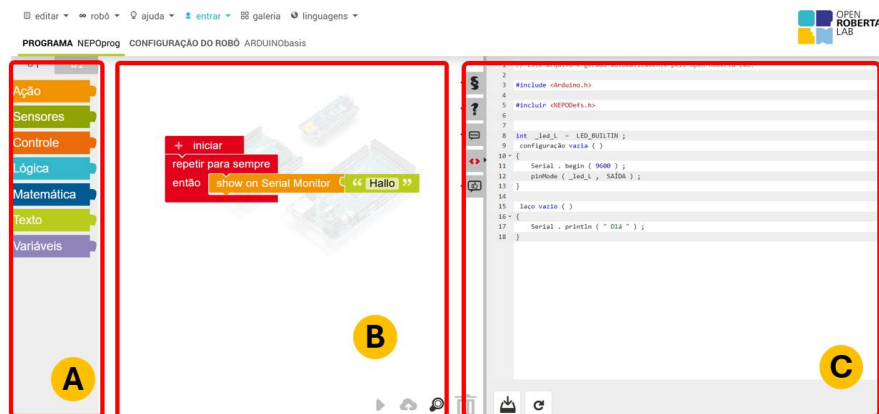 editar robô ajuda entrar galeria linguagens
OPEN
ROBERTA
LAB
PROGRAMA NEPOprog CONFIGURAÇÃO DO ROBÔ ARDUINObasis
Ação
Sensores
Controle
Lógica
Matemática
Texto
Variáveis
A
+ iniciar
repetir para sempre
então show on Serial Monitor “ Hallo ”
B
§
?
1
2
3 #include <Arduino.h>
4
5 #incluir <NEPODefs.h>
6
7
8 int _led_L = LED_BUILTIN ;
9 configuração vazia ( )
10 {
11 Serial . begin ( 9600 ) ;
12 pinMode ( _led_L , SAÍDA ) ;
13 }
14
15 laço vazio ( )
16 {
17 Serial . println ( " Olá " ) ;
18 }
C